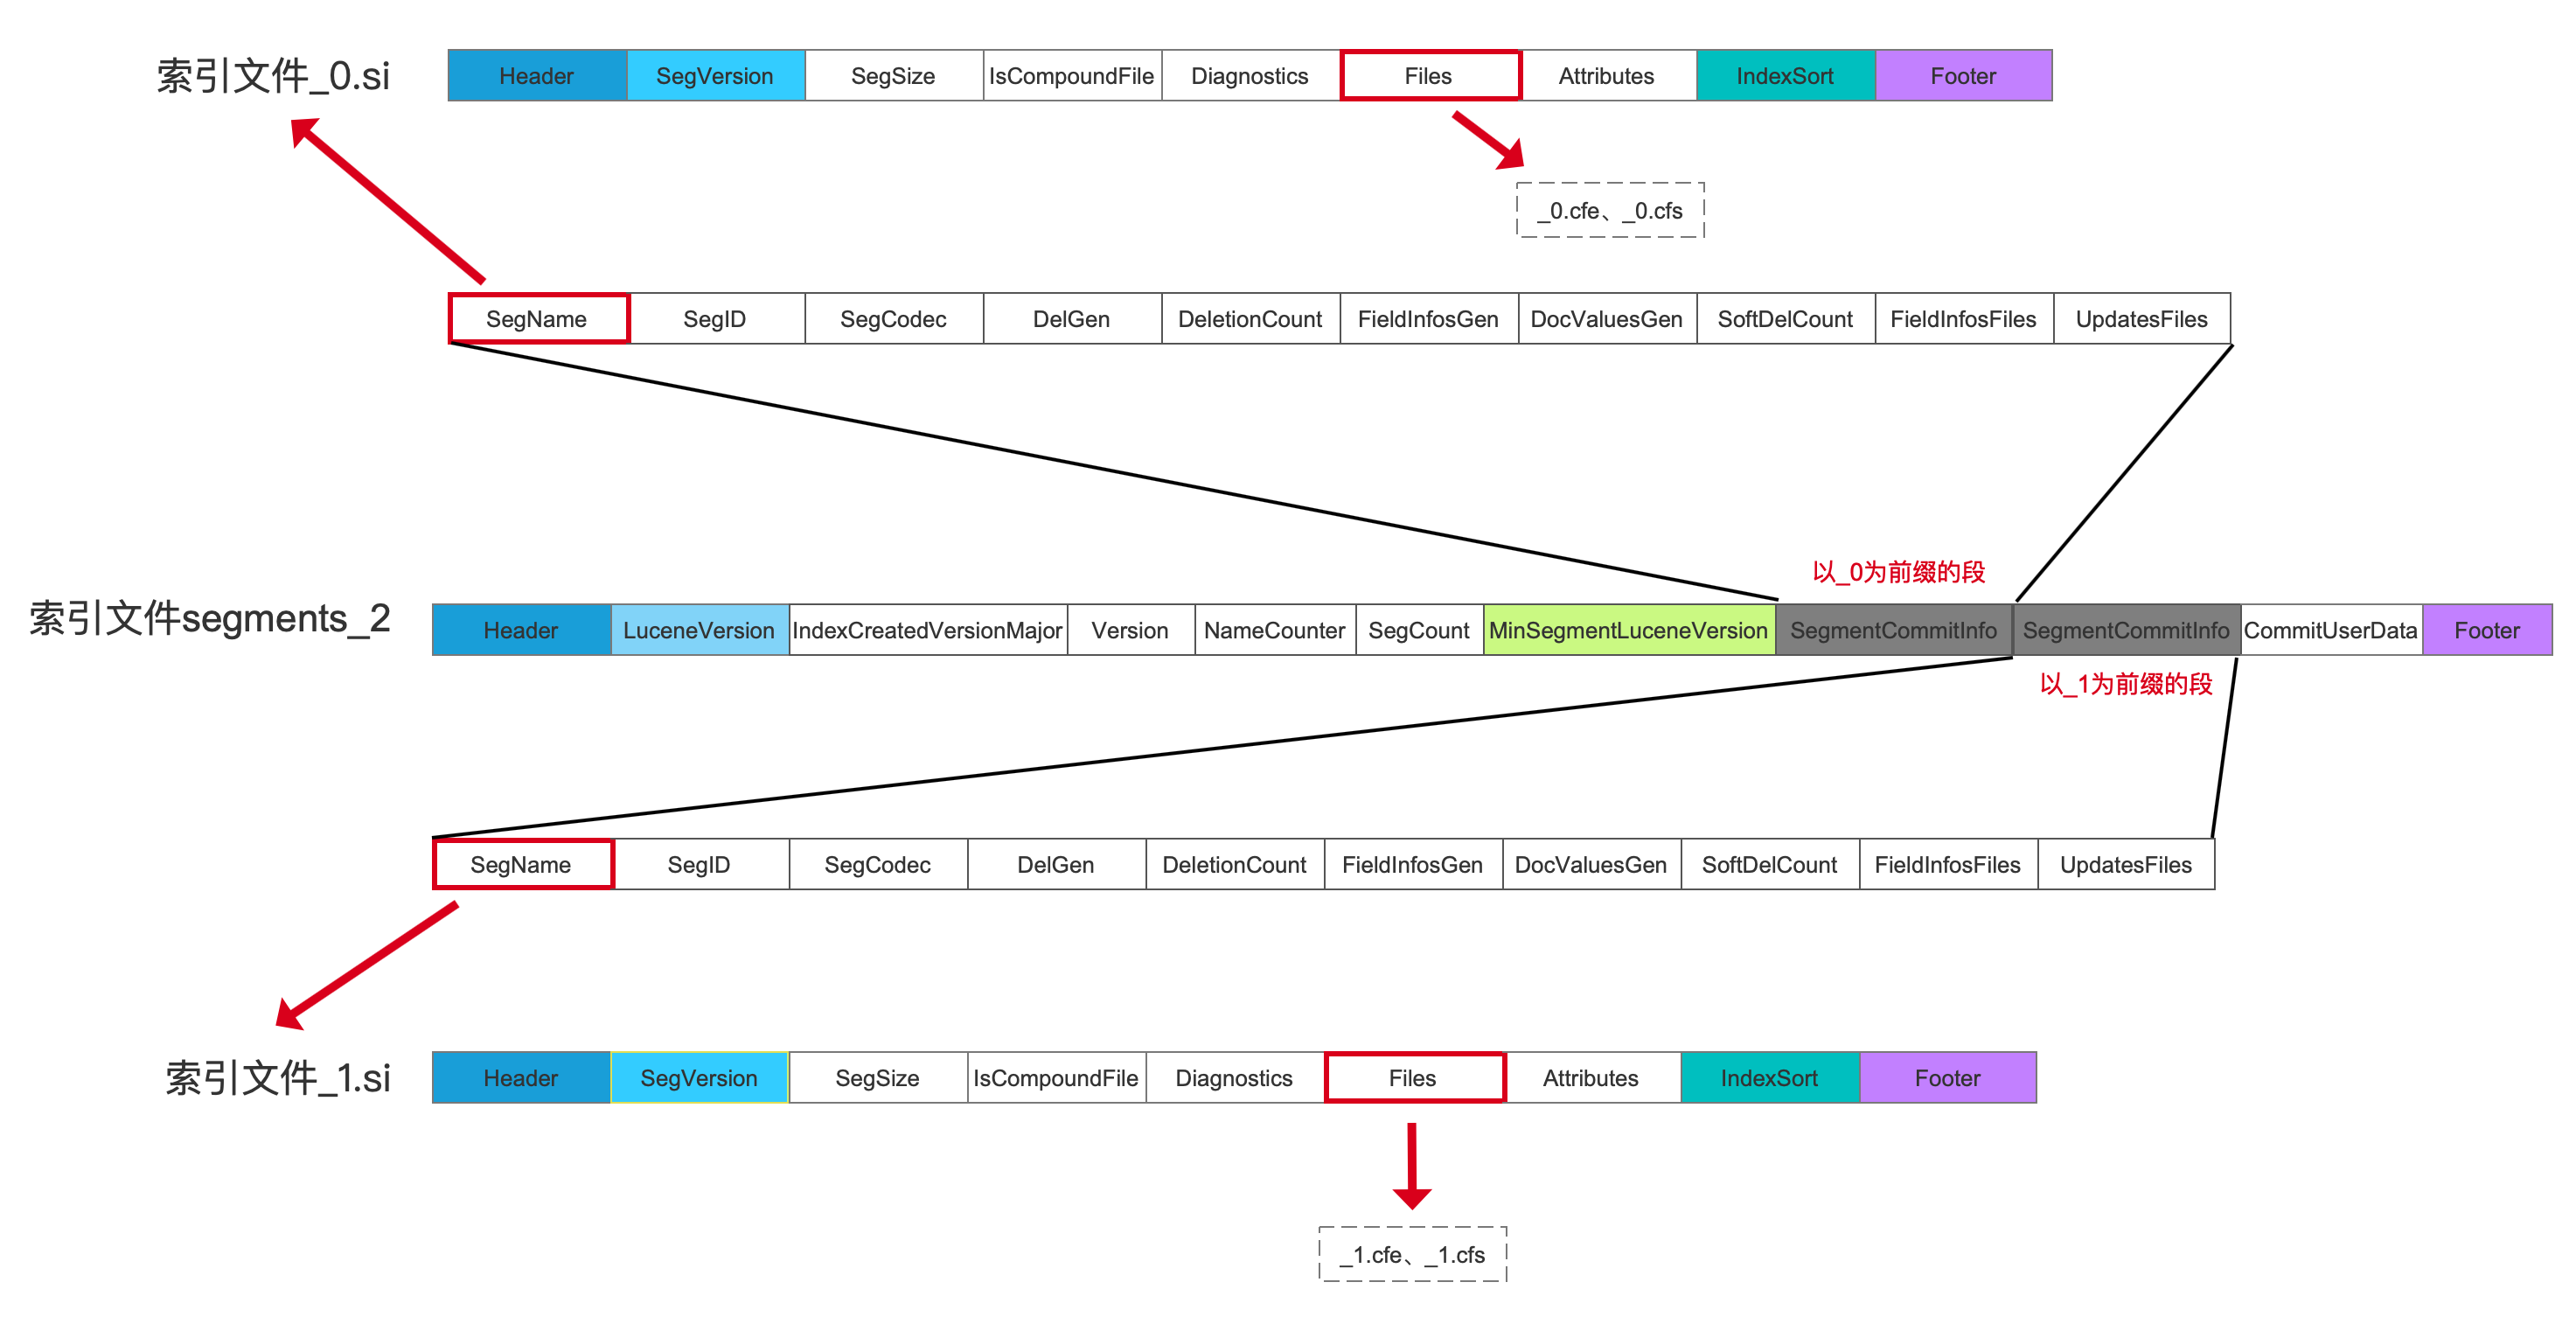 索引文件_0.si
Header SegVersion SegSize IsCompoundFile Diagnostics Files Attributes IndexSort Footer
_0.cfe、_0.cfs
SegName SegID SegCodec DelGen DeletionCount FieldInfosGen DocValuesGen SoftDelCount FieldInfosFiles UpdatesFiles
以_0为前缀的段
索引文件segments_2
Header LuceneVersion IndexCreatedVersionMajor Version NameCounter SegCount MinSegmentLuceneVersion SegmentCommitInfo SegmentCommitInfo CommitUserData Footer
以_1为前缀的段
SegName SegID SegCodec DelGen DeletionCount FieldInfosGen DocValuesGen SoftDelCount FieldInfosFiles UpdatesFiles
索引文件_1.si
Header SegVersion SegSize IsCompoundFile Diagnostics Files Attributes IndexSort Footer
_1.cfe、_1.cfs